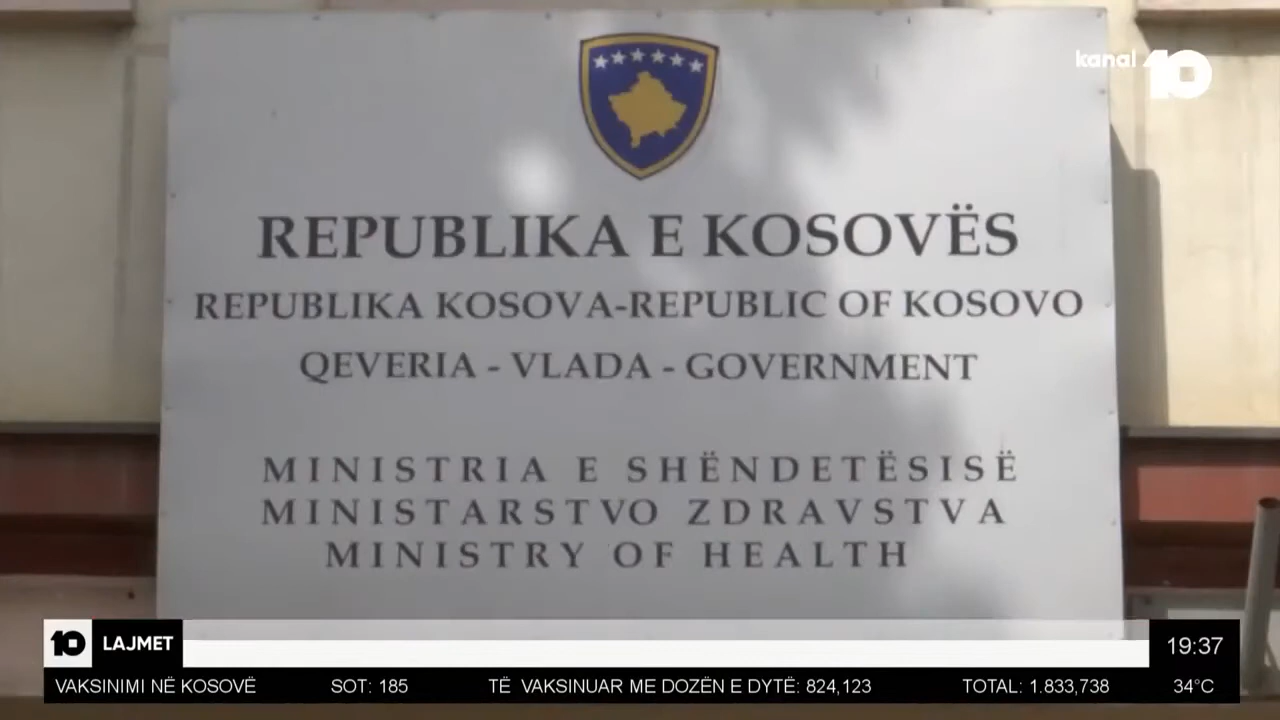 kanal 10
REPUBLIKA E KOSOVËS
REPUBLIKA KOSOVA-REPUBLIC OF KOSOVO
QEVERIA - VLADA - GOVERNMENT
MINISTRIA E SHËNDETËSISË
MINISTARSTVO ZDRAVSTVA
MINISTRY OF HEALTH
10 LAJMET 19:37
VAKSINIMI NË KOSOVË SOT: 185 TË VAKSINUAR ME DOZËN E DYTË: 824,123 TOTAL: 1.833,738 34°C